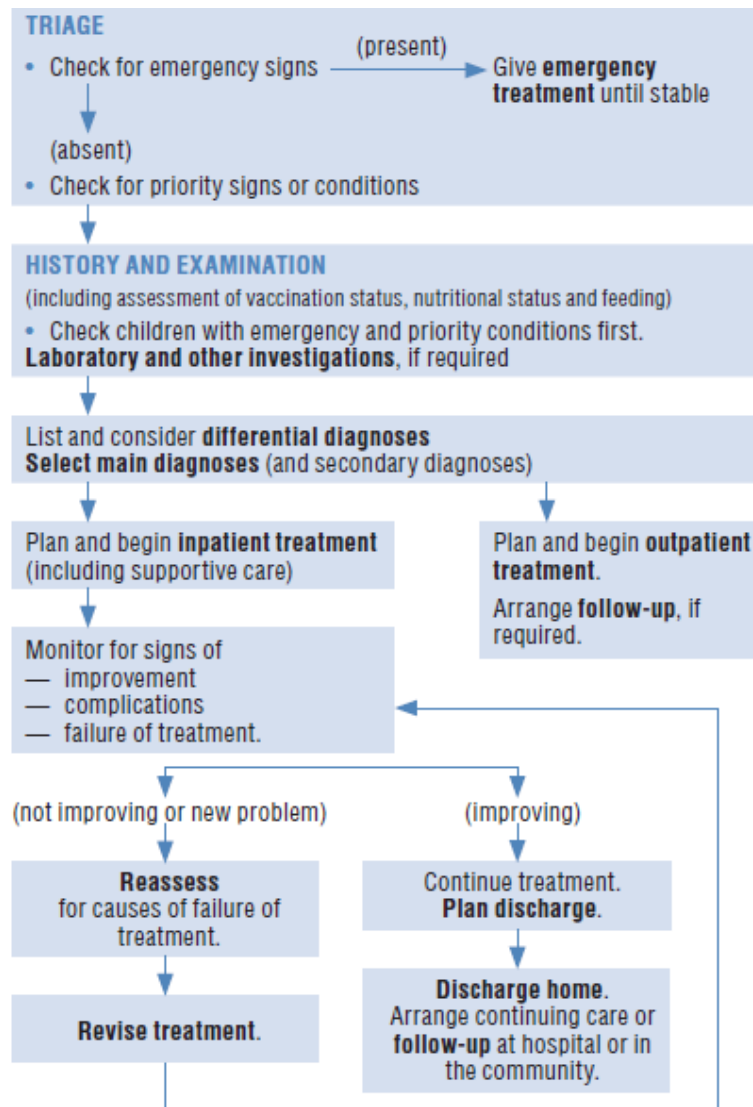 TRIAGE
(present)
• Check for emergency signs
Give emergency
treatment until stable
(absent)
• Check for priority signs or conditions
HISTORY AND EXAMINATION
(including assessment of vaccination status, nutritional status and feeding)
• Check children with emergency and priority conditions first.
Laboratory and other investigations, if required
List and consider differential diagnoses
Select main diagnoses (and secondary diagnoses)
Plan and begin inpatient treatment
(including supportive care)
Plan and begin outpatient
treatment.
Arrange follow-up, if
required.
Monitor for signs of
— improvement
— complications
— failure of treatment.
(not improving or new problem)
(improving)
Reassess
for causes of failure of
treatment.
Continue treatment.
Plan discharge.
Revise treatment.
Discharge home.
Arrange continuing care or
follow-up at hospital or in
the community.